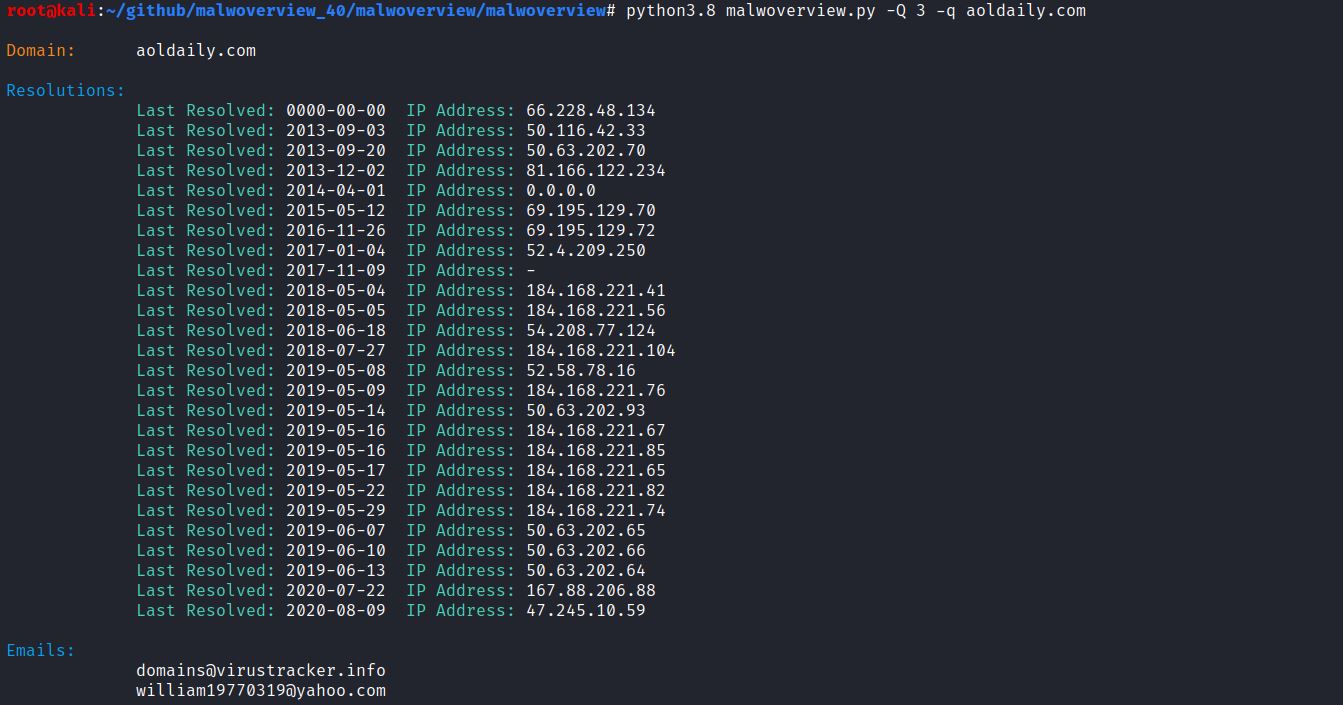 root@kali:~/github/malwoverview_40/malwoverview/malwoverview# python3.8 malwoverview.py -Q 3 -q aoldaily.com
Domain: aoldaily.com
Resolutions:
Last Resolved: 0000-00-00 IP Address: 66.228.48.134
Last Resolved: 2013-09-03 IP Address: 50.116.42.33
Last Resolved: 2013-09-20 IP Address: 50.63.202.70
Last Resolved: 2013-12-02 IP Address: 81.166.122.234
Last Resolved: 2014-04-01 IP Address: 0.0.0.0
Last Resolved: 2015-05-12 IP Address: 69.195.129.70
Last Resolved: 2016-11-26 IP Address: 69.195.129.72
Last Resolved: 2017-01-04 IP Address: 52.4.209.250
Last Resolved: 2017-11-09 IP Address: -
Last Resolved: 2018-05-04 IP Address: 184.168.221.41
Last Resolved: 2018-05-05 IP Address: 184.168.221.56
Last Resolved: 2018-06-18 IP Address: 54.208.77.124
Last Resolved: 2018-07-27 IP Address: 184.168.221.104
Last Resolved: 2019-05-08 IP Address: 52.58.78.16
Last Resolved: 2019-05-09 IP Address: 184.168.221.76
Last Resolved: 2019-05-14 IP Address: 50.63.202.93
Last Resolved: 2019-05-16 IP Address: 184.168.221.67
Last Resolved: 2019-05-16 IP Address: 184.168.221.85
Last Resolved: 2019-05-17 IP Address: 184.168.221.65
Last Resolved: 2019-05-22 IP Address: 184.168.221.82
Last Resolved: 2019-05-29 IP Address: 184.168.221.74
Last Resolved: 2019-06-07 IP Address: 50.63.202.65
Last Resolved: 2019-06-10 IP Address: 50.63.202.66
Last Resolved: 2019-06-13 IP Address: 50.63.202.64
Last Resolved: 2020-07-22 IP Address: 167.88.206.88
Last Resolved: 2020-08-09 IP Address: 47.245.10.59
Emails:
domains@virustracker.info
william19770319@yahoo.com